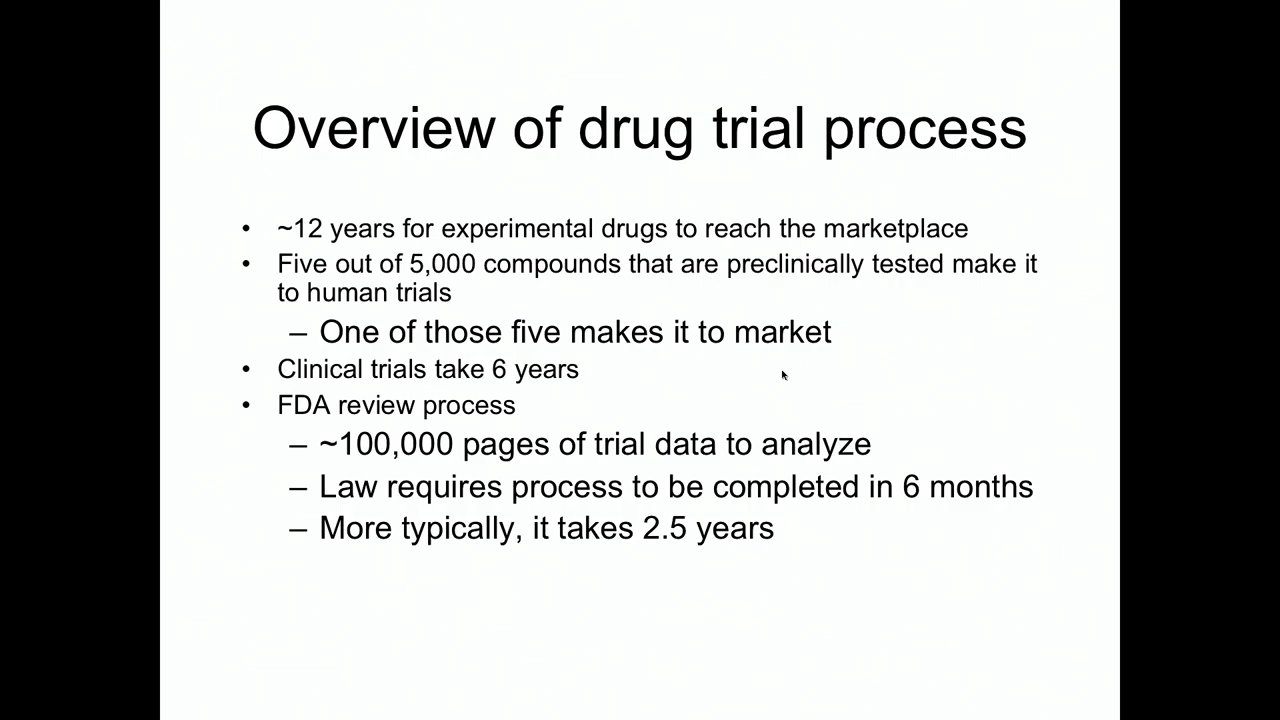 Overview of drug trial process
• ~12 years for experimental drugs to reach the marketplace
• Five out of 5,000 compounds that are preclinically tested make it
to human trials
– One of those five makes it to market
• Clinical trials take 6 years
• FDA review process
– ~100,000 pages of trial data to analyze
– Law requires process to be completed in 6 months
– More typically, it takes 2.5 years